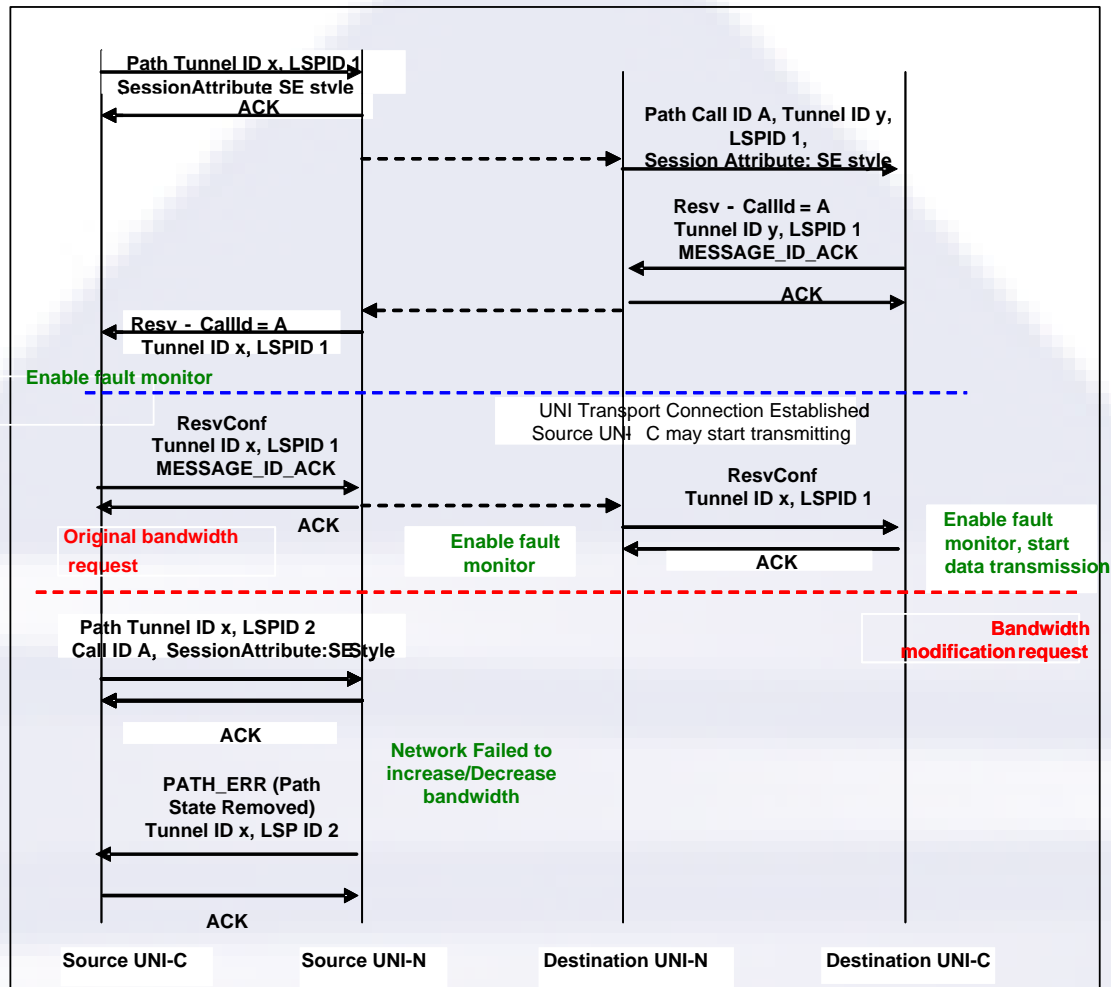 Path Tunnel ID x, LSPID 1
SessionAttribute: SE style
ACK
Path Call ID A, Tunnel ID y,
LSPID 1,
Session Attribute: SE style
Resv - CallId = A
Tunnel ID y, LSPID 1
MESSAGE_ID_ACK
ACK
Resv - CallId = A
Tunnel ID x, LSPID 1
Enable fault monitor
UNI Transport Connection Established
Source UNI C may start transmitting
ResvConf
Tunnel ID x, LSPID 1
MESSAGE_ID_ACK
ACK
ResvConf
Tunnel ID x, LSPID 1
ACK
Original bandwidth
request
Enable fault
monitor
Enable fault
monitor, start
data transmission
Path Tunnel ID x, LSPID 2
Call ID A, SessionAttribute:SE Style
ACK
Bandwidth
modification request
Network Failed to
increase/Decrease
bandwidth
PATH_ERR (Path
State Removed)
Tunnel ID x, LSP ID 2
ACK
Source UNI-C
Source UNI-N
Destination UNI-N
Destination UNI-C